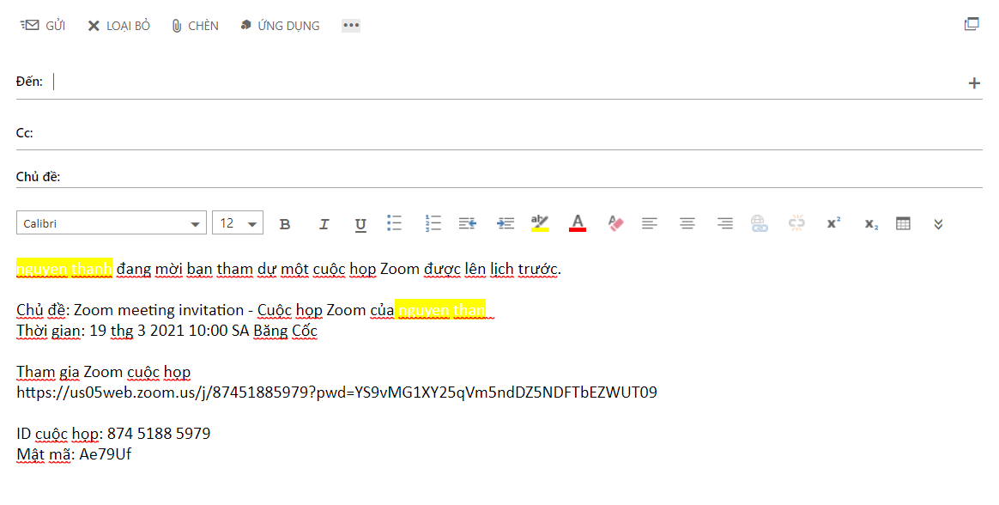 GỬI LOẠI BỎ CHÈN ỨNG DỤNG •••
Đến:
Cc:
Chủ đề:
Calibri 12 B I U A x² x₂
nguyen thanh đang mời bạn tham dự một cuộc họp Zoom được lên lịch trước.
Chủ đề: Zoom meeting invitation - Cuộc họp Zoom của nguyen than
Thời gian: 19 thg 3 2021 10:00 SA Băng Cốc
Tham gia Zoom cuộc họp
https://us05web.zoom.us/j/87451885979?pwd=YS9vMG1XY25qVm5ndDZ5NDFTbEZWUT09
ID cuộc họp: 874 5188 5979
Mật mã: Ae79Uf